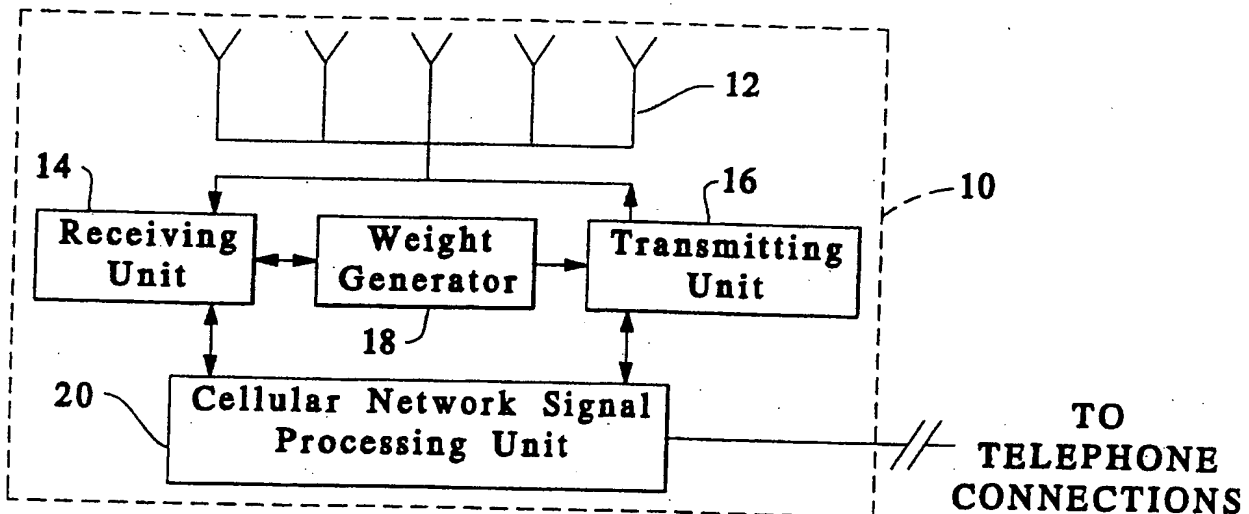 12
14
16
10
Receiving
Unit
Weight
Generator
Transmitting
Unit
18
20
Cellular Network Signal
Processing Unit
TO
TELEPHONE
CONNECTIONS